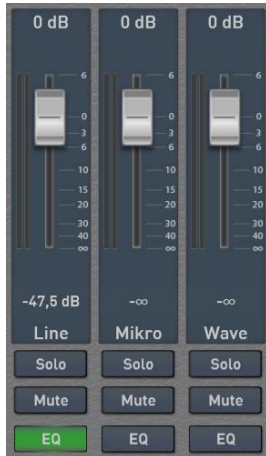 0 dB 0 dB 0 dB
6 6 6
0 0 0
3 3 3
6 6 6
10 10 10
15 15 15
20 20 20
30 30 30
40 40 40
∞ ∞ ∞
-47,5 dB -∞ -∞
Line Mikro Wave
Solo Solo Solo
Mute Mute Mute
EQ EQ EQ